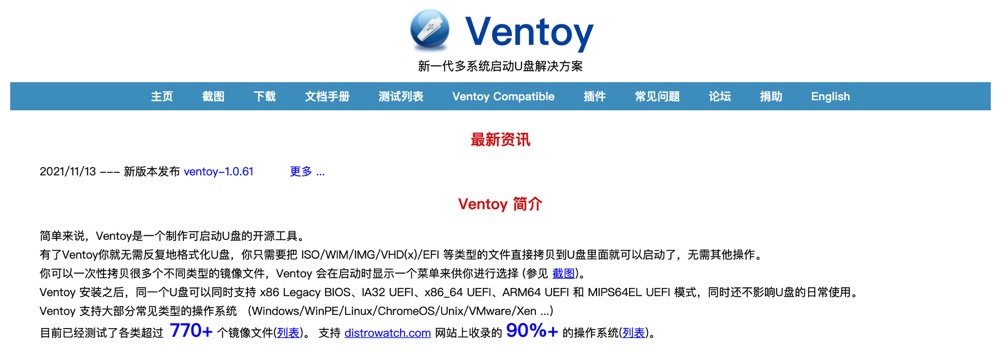 Ventoy
新一代多系统启动U盘解决方案
主页 截图 下载 文档手册 测试列表 Ventoy Compatible 插件 常见问题 论坛 捐助 English
最新资讯
2021/11/13 --- 新版本发布 ventoy-1.0.61 更多 ...
Ventoy 简介
简单来说，Ventoy是一个制作可启动U盘的开源工具。
有了Ventoy你就无需反复地格式化U盘，你只需要把 ISO/WIM/IMG/VHD(x)/EFI 等类型的文件直接拷贝到U盘里面就可以启动了，无需其他操作。
你可以一次性拷贝很多个不同类型的镜像文件，Ventoy 会在启动时显示一个菜单来供你进行选择 (参见 截图)。
Ventoy 安装之后，同一个U盘可以同时支持 x86 Legacy BIOS、IA32 UEFI、x86_64 UEFI、ARM64 UEFI 和 MIPS64EL UEFI 模式，同时还不影响U盘的日常使用。
Ventoy 支持大部分常见类型的操作系统 （Windows/WinPE/Linux/ChromeOS/Unix/VMware/Xen ...）
目前已经测试了各类超过 770+ 个镜像文件(列表)。 支持 distrowatch.com 网站上收录的 90%+ 的操作系统(列表)。